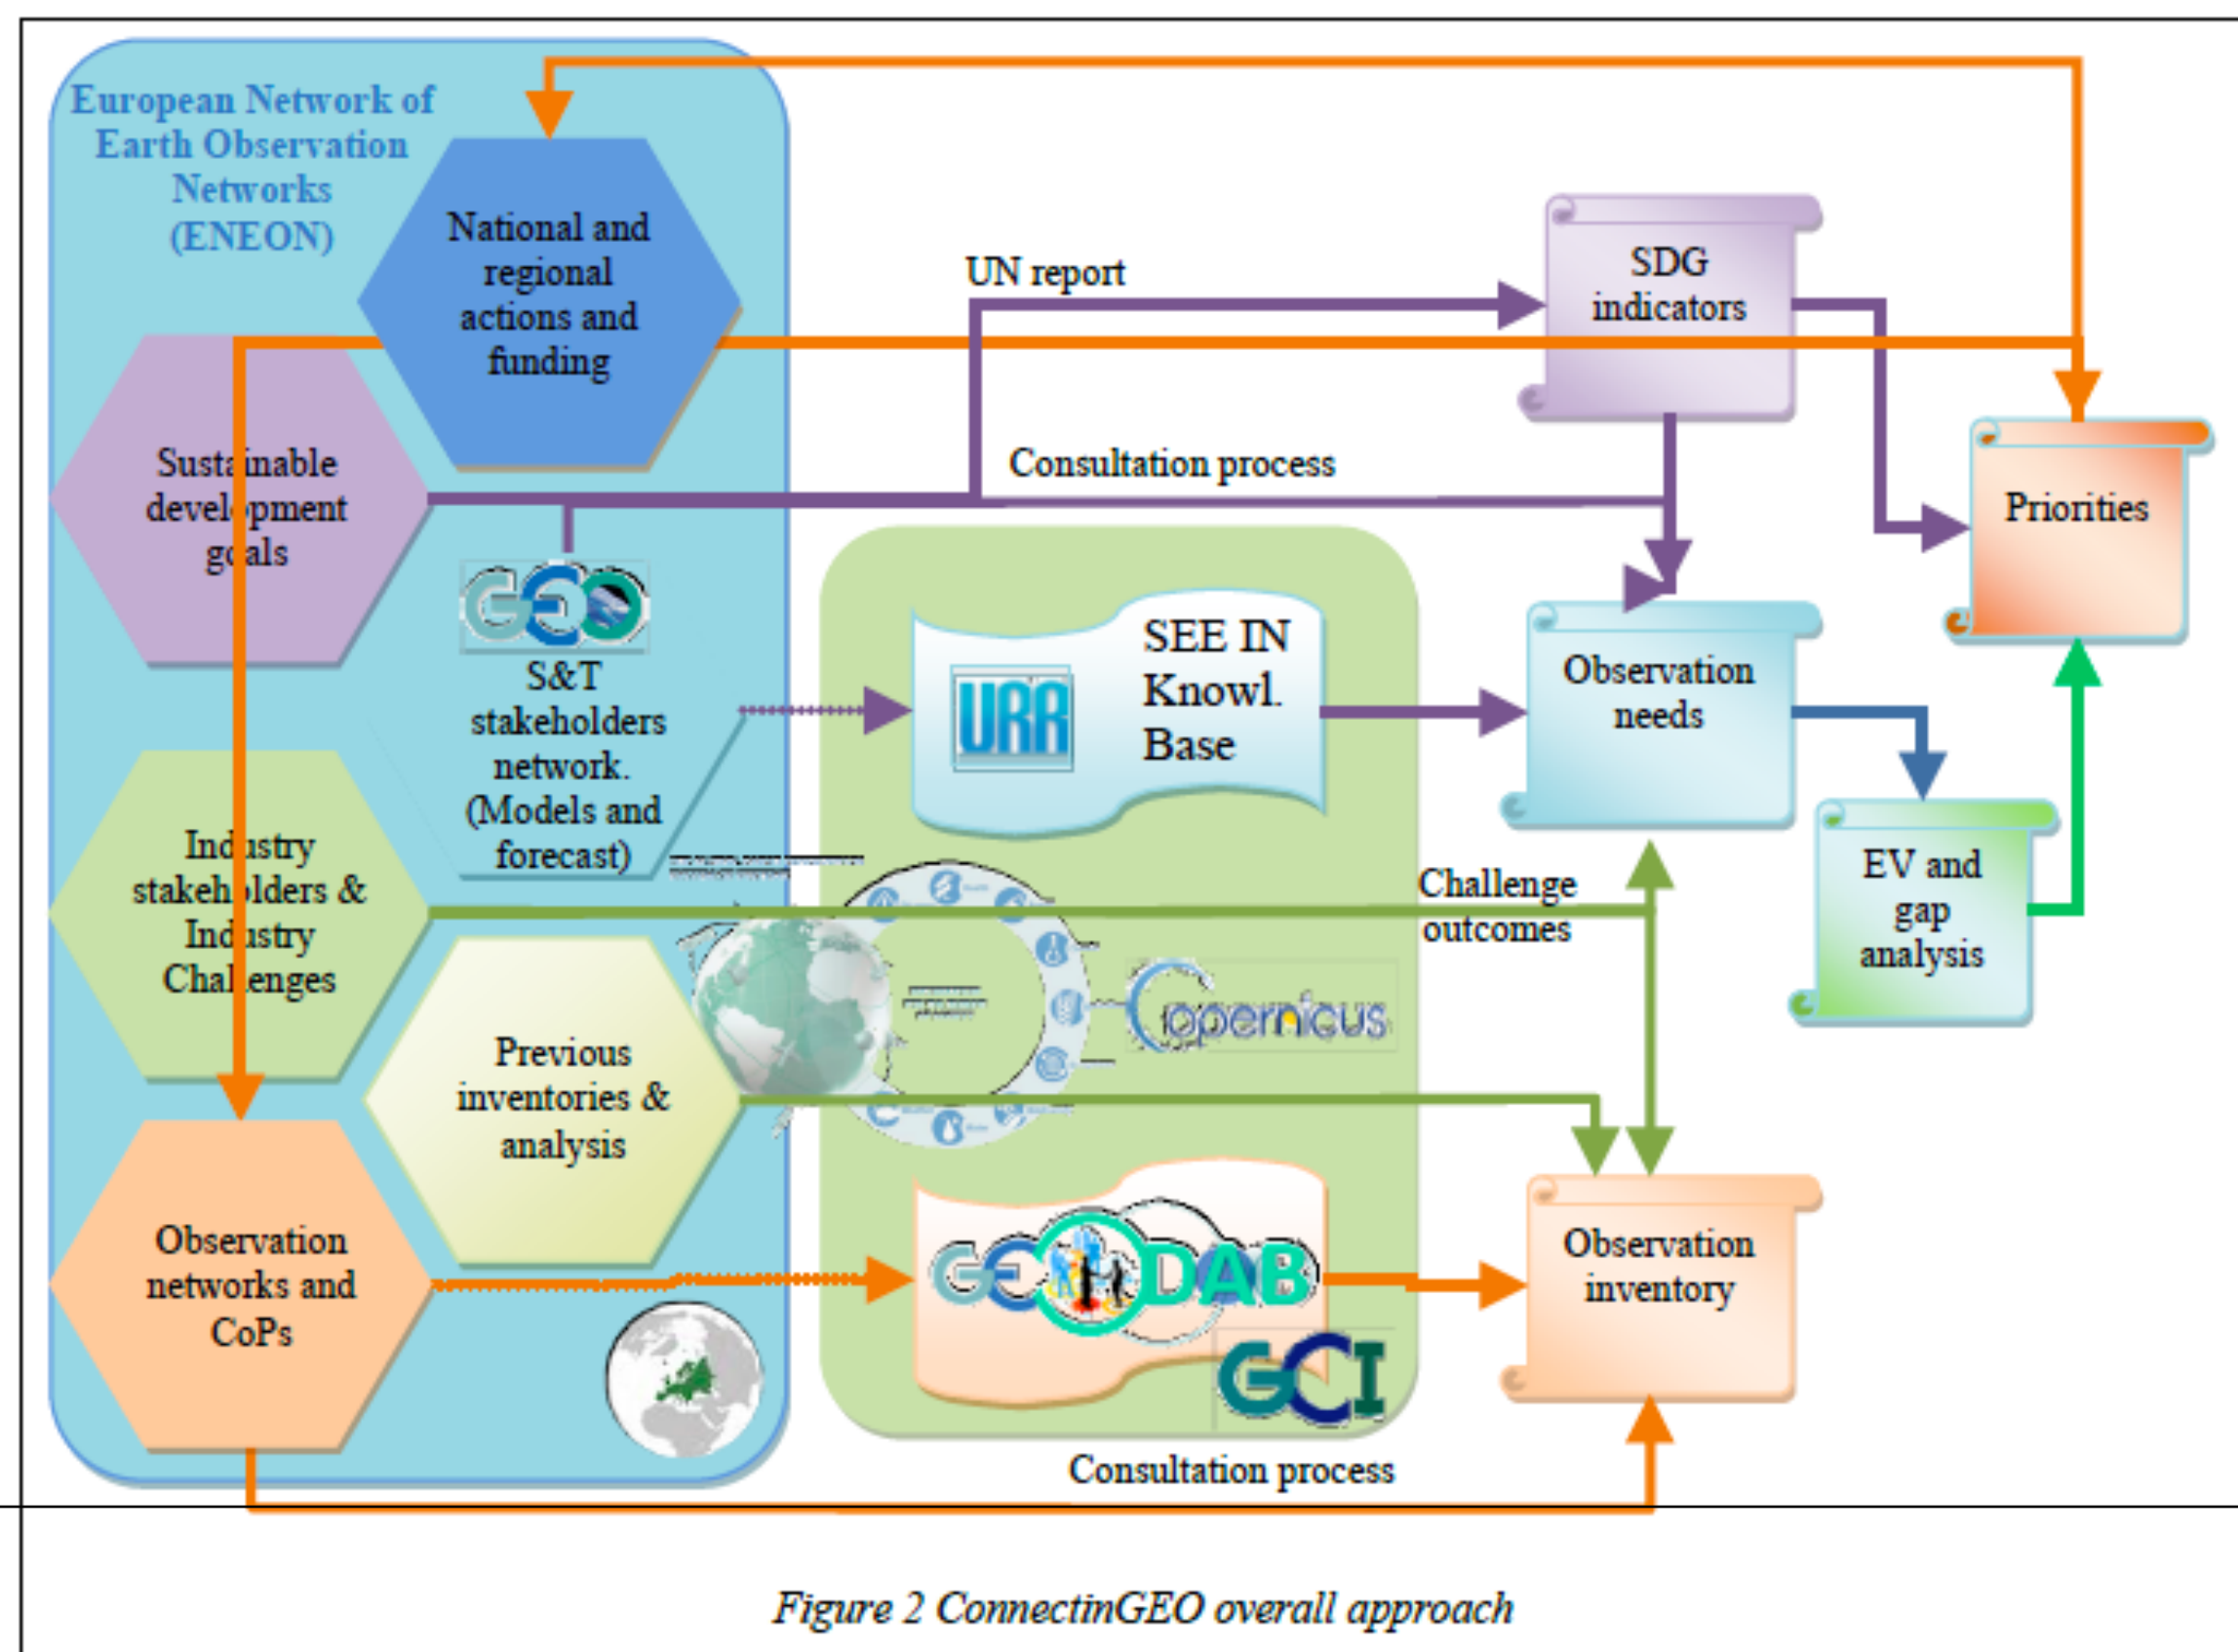 European Network of
Earth Observation
Networks
(ENEON)
National and
regional
actions and
funding
UN report
SDG
indicators
Sustainable
development
goals
Consultation process
Priorities
GEO
S&T
stakeholders
network.
(Models and
forecast)
URR
SEE IN
Knowl.
Base
Observation
needs
Industry
stakeholders &
Industry
Challenges
Challenge
outcomes
EV and
gap
analysis
Copernicus
Previous
inventories &
analysis
Observation
networks and
CoPs
GEO DAB
GCI
Observation
inventory
Consultation process
Figure 2 ConnectinGEO overall approach